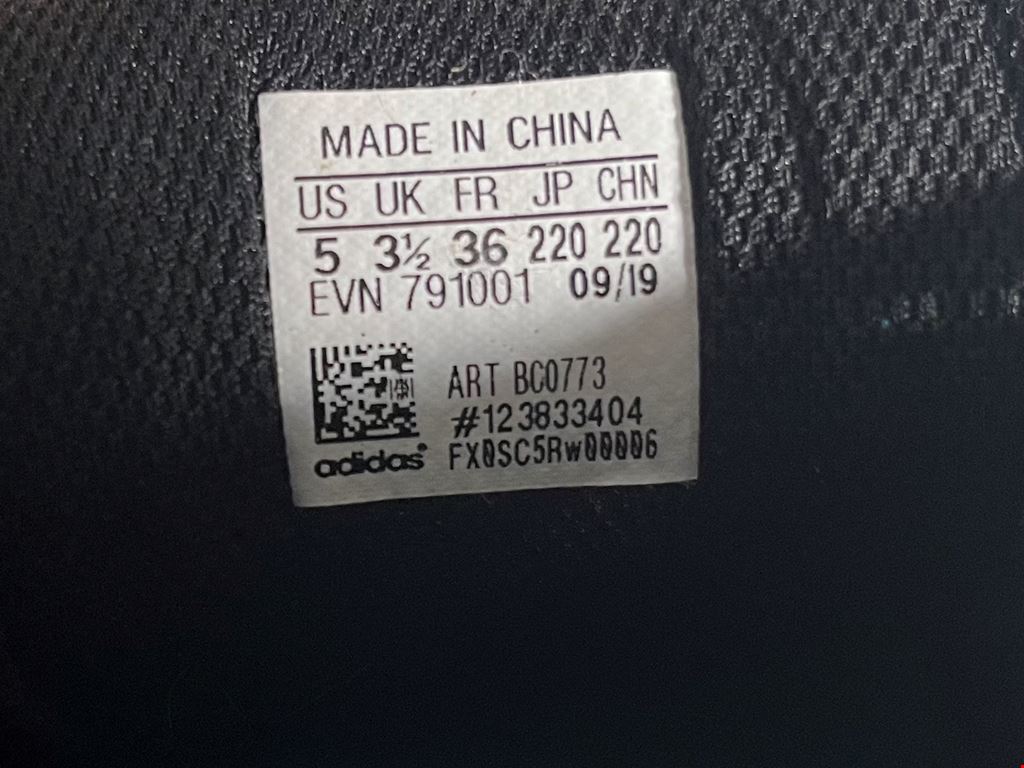 MADE IN CHINA
US UK FR JP CHN
5 3½ 36 220 220
EVN 791001 09/19
ART BC0773
#123833404
adidas® FX0SC5Rw00006